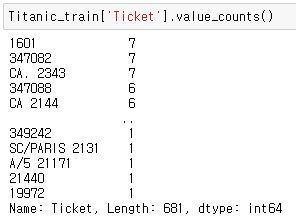 Titanic_train['Ticket'].value_counts()
1601 7
347082 7
CA. 2343 7
347088 6
CA 2144 6
..
349242 1
SC/PARIS 2131 1
A/5 21171 1
21440 1
19972 1
Name: Ticket, Length: 681, dtype: int64